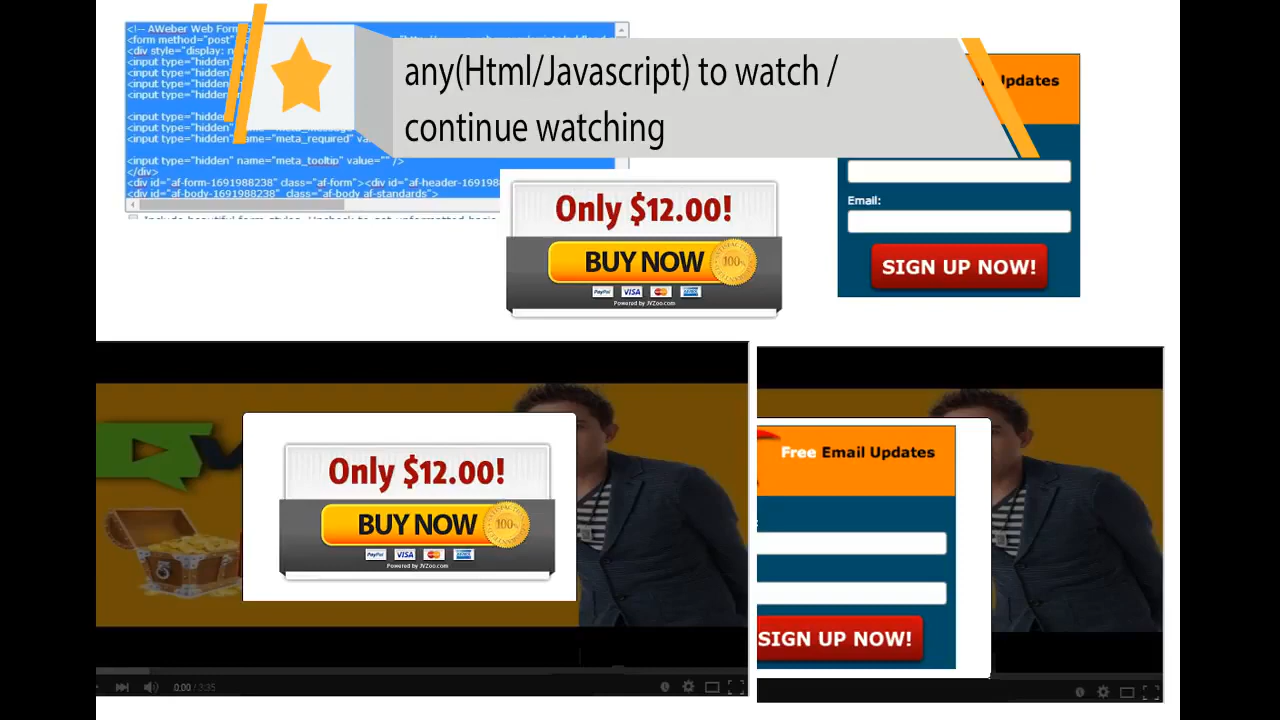 <!-- AWeber Web Form
<form method="post"
<div style="display:
<input type="hidden"
<input type="hidden"
<input type="hidden"
<input type="hidden"
any(Html/Javascript) to watch /
continue watching
Updates
<input type="hidden"
<input type="hidden"
<input type="hidden" name="meta_required"
<input type="hidden" name="meta_tooltip" value="" />
</div>
<div id="af-form-1691988238" class="af-form"><div id="af-header-16919
<div id="af-body-1691988238" class="af-body af-standards">
Email:
SIGN UP NOW!
Only $12.00!
BUY NOW
100%
PayPal VISA
Powered by JVZoo.com
Only $12.00!
BUY NOW
100%
PayPal VISA
Powered by JVZoo.com
Free Email Updates
SIGN UP NOW!
0:00 / 3:35